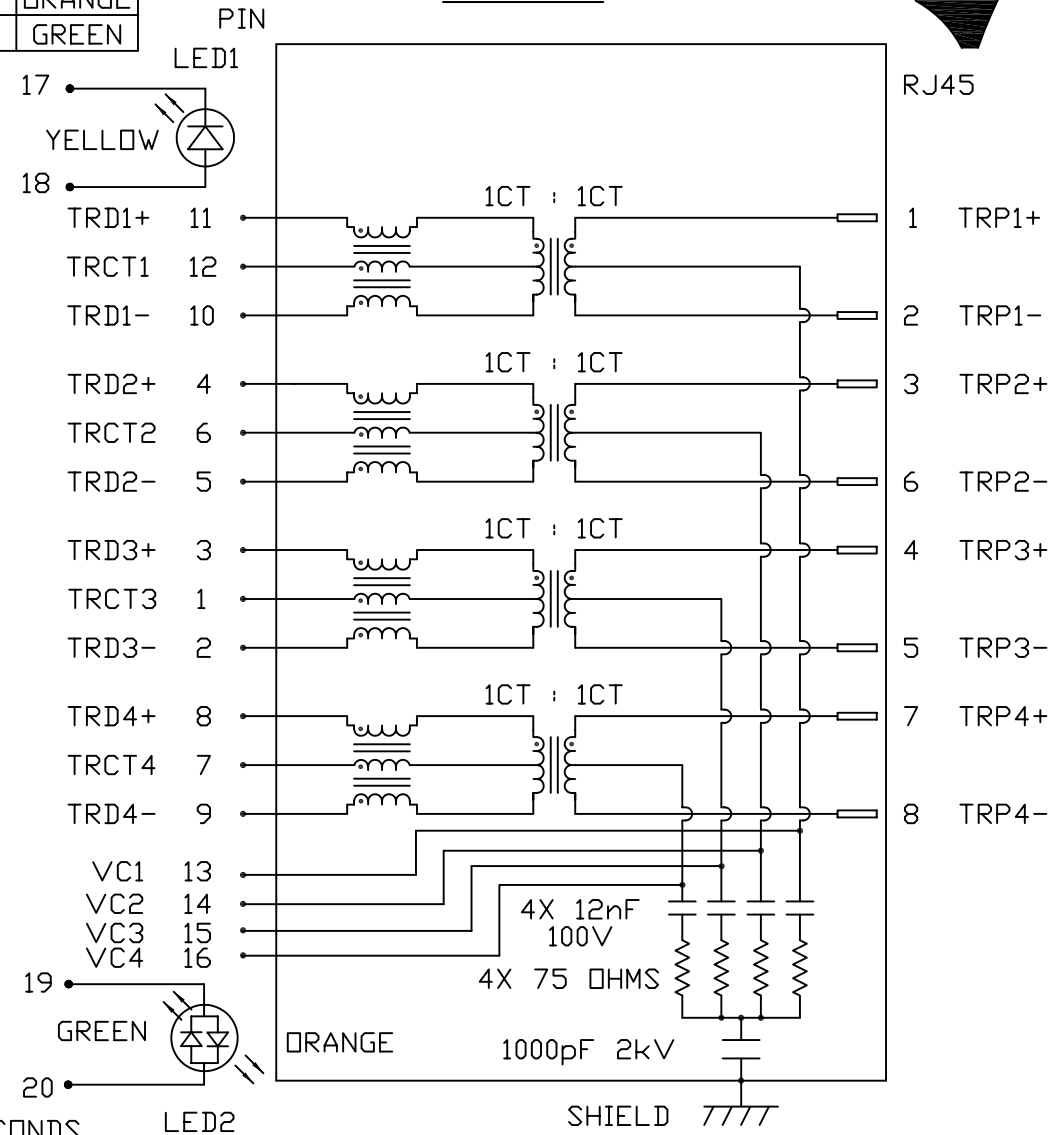 GREEN
PIN
LED1
17
RJ45
YELLOW
18
1CT : 1CT
TRD1+ 11 1 TRP1+
TRCT1 12
TRD1- 10 2 TRP1-
1CT : 1CT
TRD2+ 4 3 TRP2+
TRCT2 6
TRD2- 5 6 TRP2-
1CT : 1CT
TRD3+ 3 4 TRP3+
TRCT3 1
TRD3- 2 5 TRP3-
1CT : 1CT
TRD4+ 8 7 TRP4+
TRCT4 7
TRD4- 9 8 TRP4-
VC1 13
VC2 14 4X 12nF
VC3 15 100V
VC4 16
19 4X 75 OHMS
GREEN ORANGE 1000pF 2kV
20
LED2 SHIELD